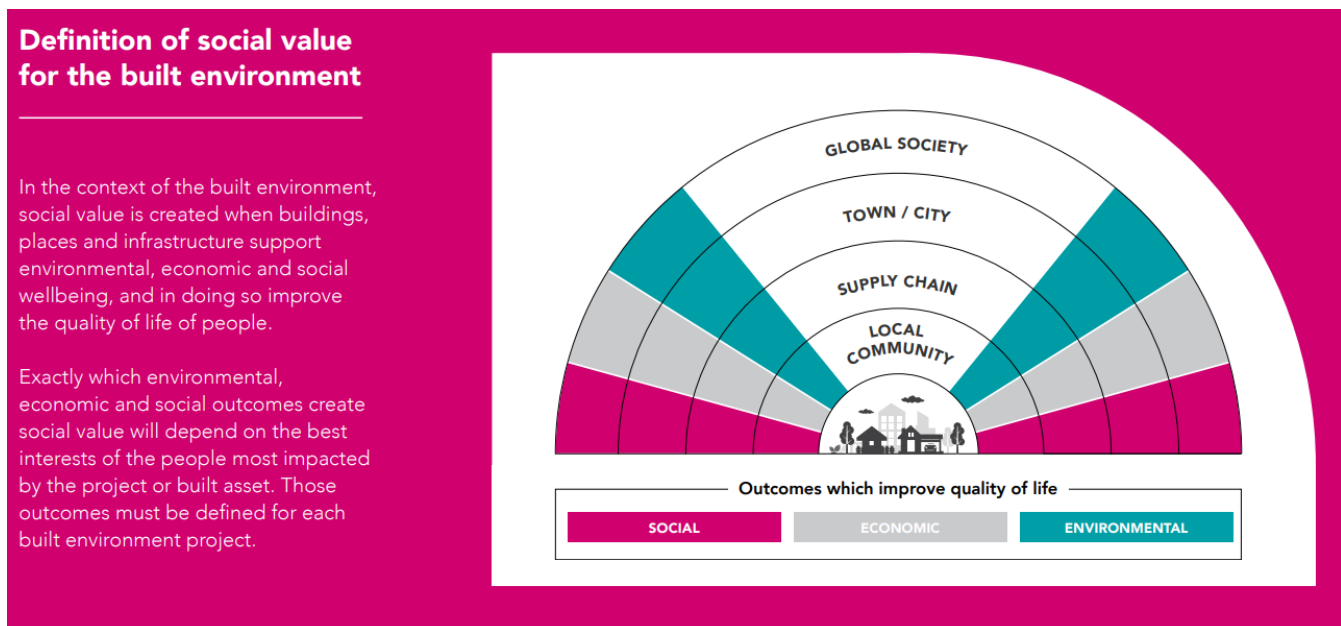 Definition of social value
for the built environment
In the context of the built environment,
social value is created when buildings,
places and infrastructure support
environmental, economic and social
wellbeing, and in doing so improve
the quality of life of people.
Exactly which environmental,
economic and social outcomes create
social value will depend on the best
interests of the people most impacted
by the project or built asset. Those
outcomes must be defined for each
built environment project.
GLOBAL SOCIETY
TOWN / CITY
SUPPLY CHAIN
LOCAL
COMMUNITY
Outcomes which improve quality of life
SOCIAL
ECONOMIC
ENVIRONMENTAL